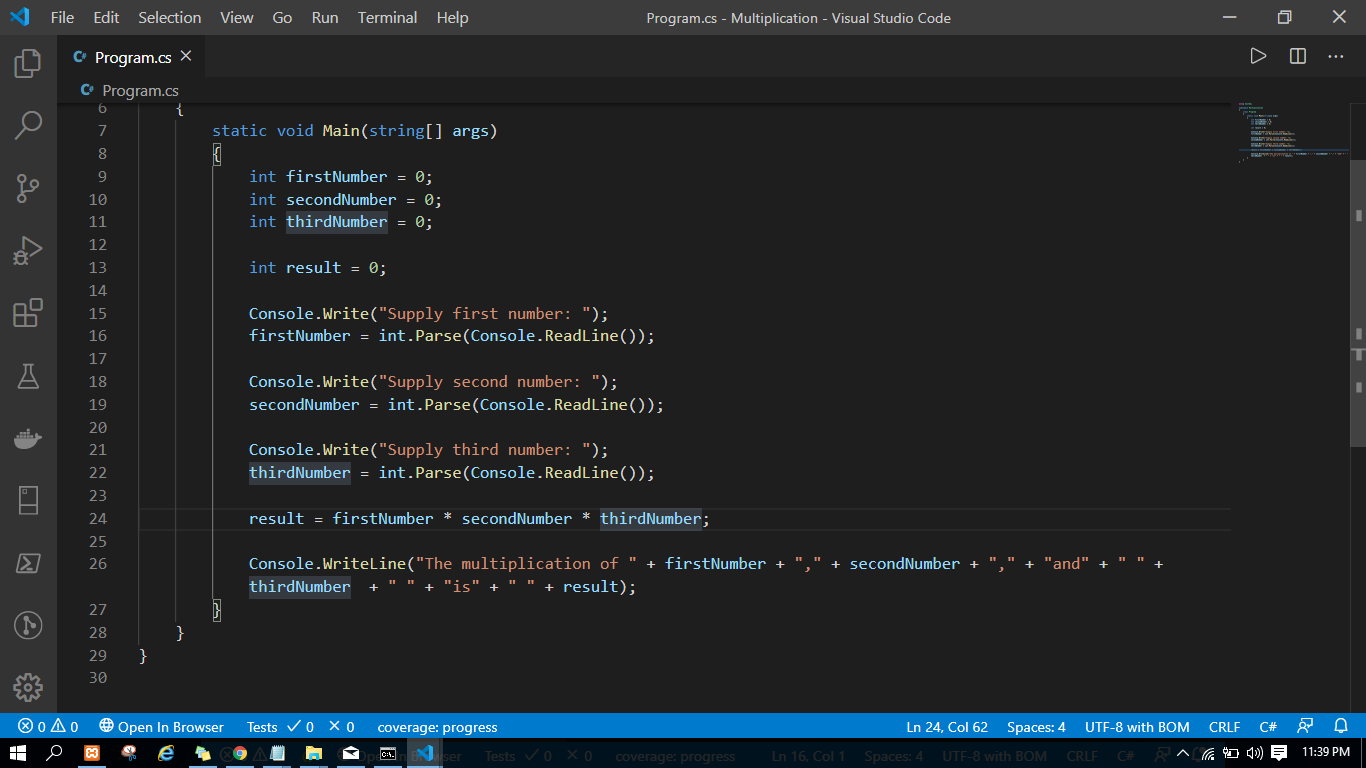 File Edit Selection View Go Run Terminal Help Program.cs - Multiplication - Visual Studio Code
Program.cs
Program.cs
6 {
7 static void Main(string[] args)
8 {
9 int firstNumber = 0;
10 int secondNumber = 0;
11 int thirdNumber = 0;
12
13 int result = 0;
14
15 Console.Write("Supply first number: ");
16 firstNumber = int.Parse(Console.ReadLine());
17
18 Console.Write("Supply second number: ");
19 secondNumber = int.Parse(Console.ReadLine());
20
21 Console.Write("Supply third number: ");
22 thirdNumber = int.Parse(Console.ReadLine());
23
24 result = firstNumber * secondNumber * thirdNumber;
25
26 Console.WriteLine("The multiplication of " + firstNumber + "," + secondNumber + "," + "and" + " " +
thirdNumber  + " " + "is" + " " + result);
27 }
28 }
29 }
30
0 0 Open In Browser Tests 0 0 coverage: progress Ln 24, Col 62 Spaces: 4 UTF-8 with BOM CRLF C#
Tests 0 0 coverage: progress Ln 16, Col 1 Spaces: 4 UTF-8 with BOM CRLF C#
11:39 PM